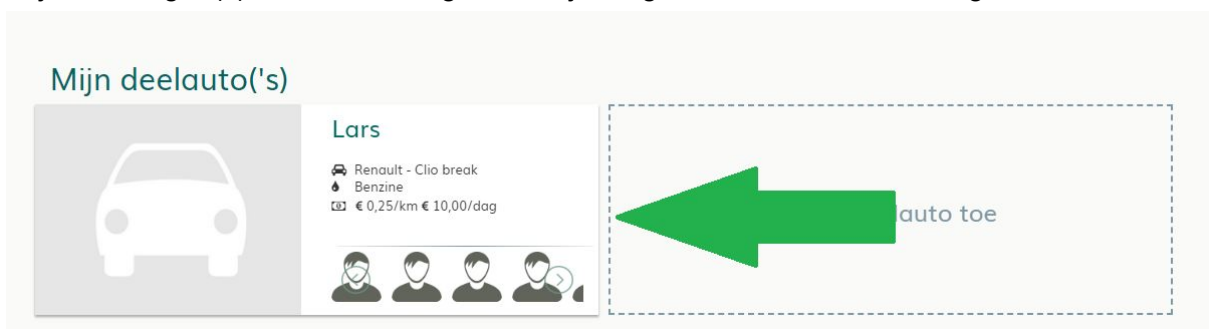 Mijn deelauto('s)
Lars
Renault - Clio break
Benzine
€ 0,25/km € 10,00/dag
auto toe